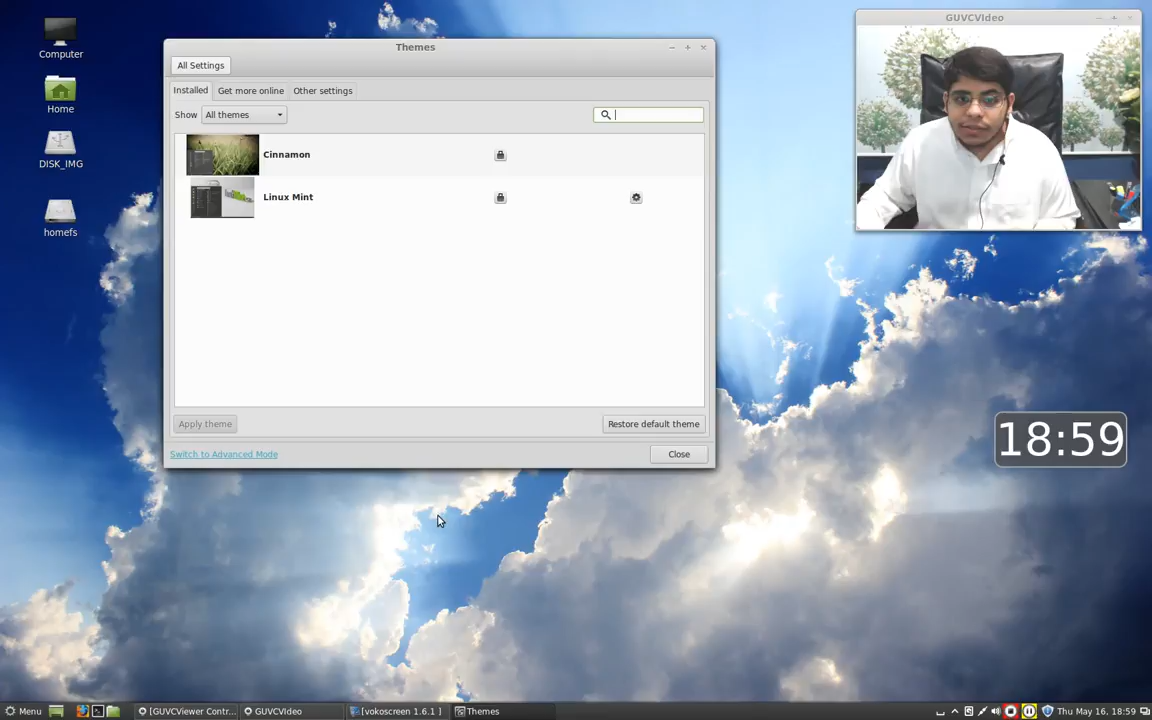 Computer
Home
DISK_IMG
homefs
Themes
All Settings
Installed
Get more online
Other settings
Show
All themes
Cinnamon
Linux Mint
Apply theme
Restore default theme
Switch to Advanced Mode
Close
GUVCVIdeo
18:59
Menu
[GUVCViewer Contr...
GUVCVIdeo
[vokoscreen 1.6.1 ]
Themes
Thu May 16, 18:59